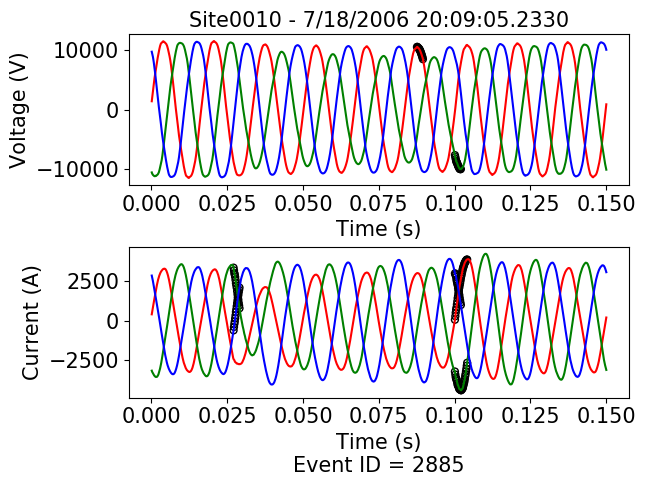 Site0010 - 7/18/2006 20:09:05.2330
Voltage (V)
10000
0
−10000
0.000 0.025 0.050 0.075 0.100 0.125 0.150
Time (s)
Current (A)
2500
0
−2500
0.000 0.025 0.050 0.075 0.100 0.125 0.150
Time (s)
Event ID = 2885